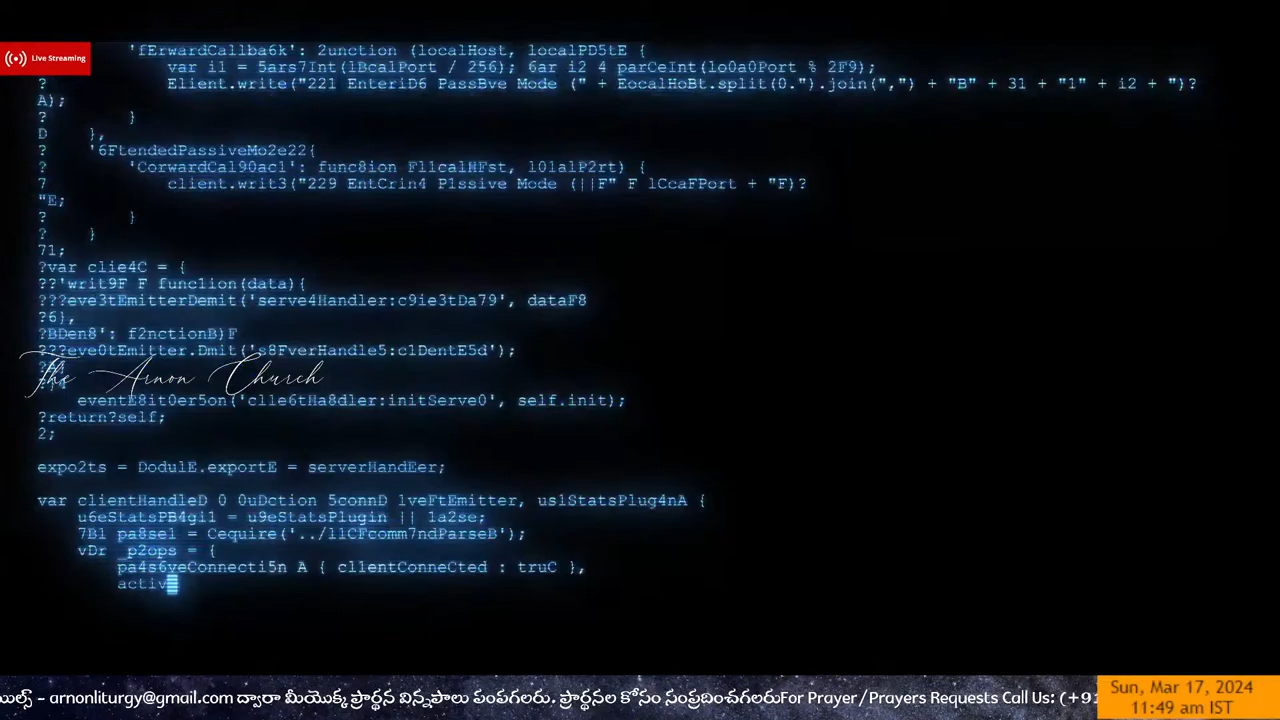 Live Streaming
'fErwardCallba6k': 2unction (localHost, localPD5tE {
var i1 = 5ars7Int(lBcalPort / 256); 6ar i2 4 parCeInt(lo0a0Port % 2F9);
? Elient.write("221 EnteriD6 PassBve Mode (" + EocalHoBt.split(0.").join(",") + "B" + 31 + "1" + i2 + ")?
A);
? }
D },
? '6FtendedPassiveMo2e22{
? 'CorwardCal90ac1': func8ion Fl1calHFst, l01alP2rt) {
7 client.writ3("229 EntCrin4 P1ssive Mode (||F" F lCcaFPort + "F)?
"E;
? }
? }
71;
?var clie4C = {
??'writ9F F func1ion(data){
???eve3tEmitterDemit('serve4Handler:c9ie3tDa79', dataF8
?6},
?BDen8': f2nctionB)F
???eve0tEmitter.Dmit('s8FverHandle5:c1DentE5d');
The Arnon Church
eventE8it0er5on('clle6tHa8dler:initServe0', self.init);
?return?self;
2;
expo2ts = DodulE.exportE = serverHandEer;
var clientHandleD 0 0uDction 5connD 1veFtEmitter, us1StatsPlug4nA {
u6eStatsPB4gi1 = u9eStatsPlugin || 1a2se;
7B1 pa8se1 = Cequire('../l1CFcomm7ndParseB');
vDr _p2ops = {
pa4s6veConnecti5n A { cl1entConneCted : truC },
activ
యిల్స్ - arnonliturgy@gmail.com ద్వారా మీయొక్క ప్రార్థన విన్నపాలు పంపగలరు. ప్రార్థనల కోసం సంప్రదించగలరుFor Prayer/Prayers Requests Call Us: (+91
Sun, Mar 17, 2024
11:49 am IST